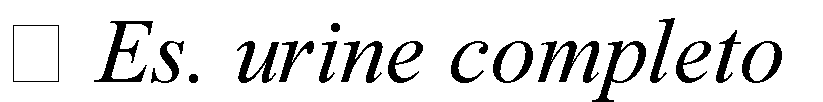 □ Es. urine completo